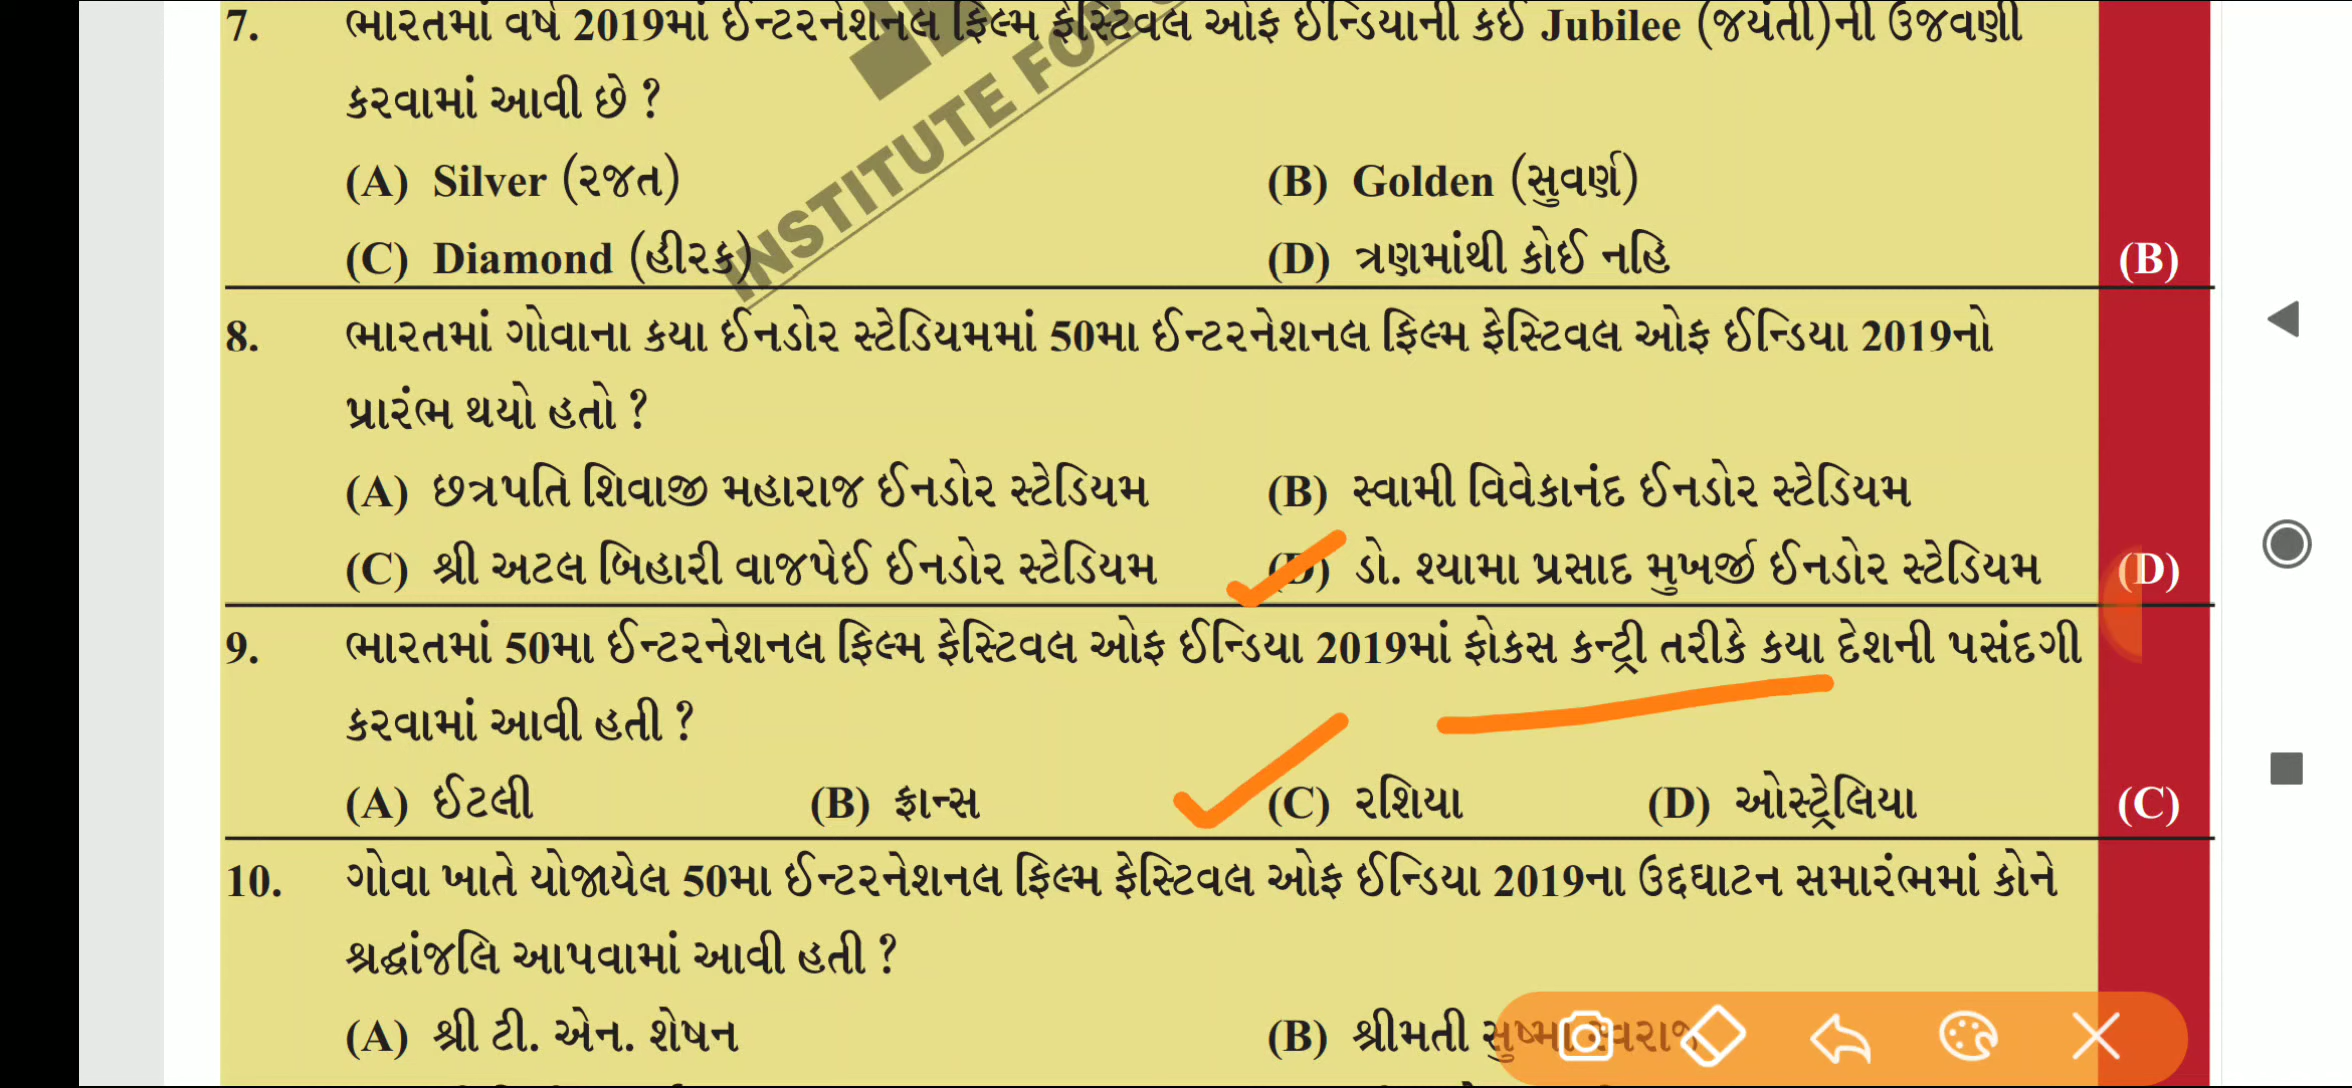 7. ભારતમાં વર્ષ 2019માં ઈન્ટરનેશનલ ફિલ્મ ફેસ્ટિવલ ઓફ ઈન્ડિયાની કઈ Jubilee (જયંતી)ની ઉજવણી
કરવામાં આવી છે ?
(A) Silver (રજત) (B) Golden (સુવર્ણ)
(C) Diamond (હીરક) (D) ત્રણમાંથી કોઈ નહિ (B)
INSTITUTE FOR
8. ભારતમાં ગોવાના કયા ઈનડોર સ્ટેડિયમમાં 50મા ઈન્ટરનેશનલ ફિલ્મ ફેસ્ટિવલ ઓફ ઈન્ડિયા 2019નો
પ્રારંભ થયો હતો ?
(A) છત્રપતિ શિવાજી મહારાજ ઈનડોર સ્ટેડિયમ (B) સ્વામી વિવેકાનંદ ઈનડોર સ્ટેડિયમ
(C) શ્રી અટલ બિહારી વાજપેઈ ઈનડોર સ્ટેડિયમ (D) ડો. શ્યામા પ્રસાદ મુખર્જી ઈનડોર સ્ટેડિયમ (D)
9. ભારતમાં 50મા ઈન્ટરનેશનલ ફિલ્મ ફેસ્ટિવલ ઓફ ઈન્ડિયા 2019માં ફોકસ કન્ટ્રી તરીકે કયા દેશની પસંદગી
કરવામાં આવી હતી ?
(A) ઈટલી (B) ફ્રાન્સ (C) રશિયા (D) ઓસ્ટ્રેલિયા (C)
10. ગોવા ખાતે યોજાયેલ 50મા ઈન્ટરનેશનલ ફિલ્મ ફેસ્ટિવલ ઓફ ઈન્ડિયા 2019ના ઉદ્દઘાટન સમારંભમાં કોને
શ્રદ્ધાંજલિ આપવામાં આવી હતી ?
(A) શ્રી ટી. એન. શેષન (B) શ્રીમતી સુષ્મા સ્વરાજ